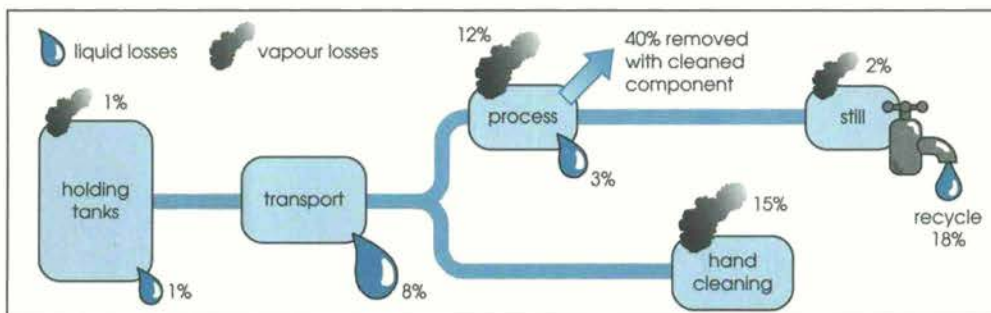 liquid losses
vapour losses
12%
40% removed
with cleaned
component
2%
1%
process
still
holding
tanks
transport
3%
15%
recycle
18%
1%
8%
hand
cleaning